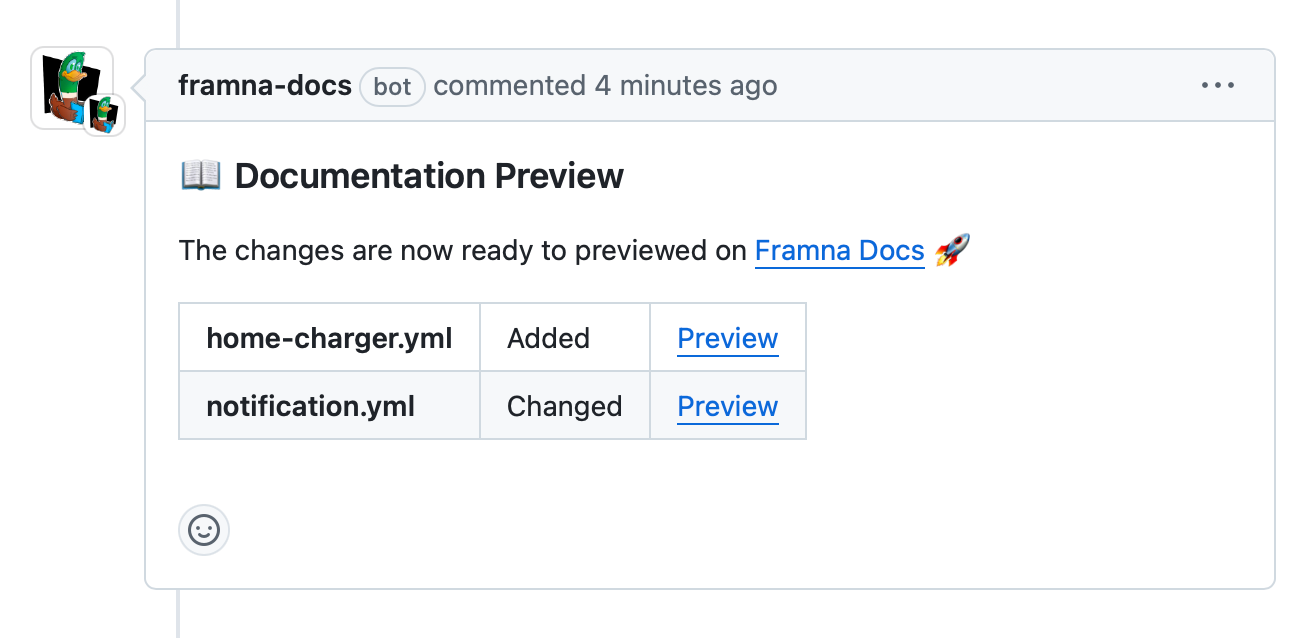 framna-docs bot commented 4 minutes ago
Documentation Preview
The changes are now ready to previewed on Framna Docs
home-charger.yml Added Preview
notification.yml Changed Preview